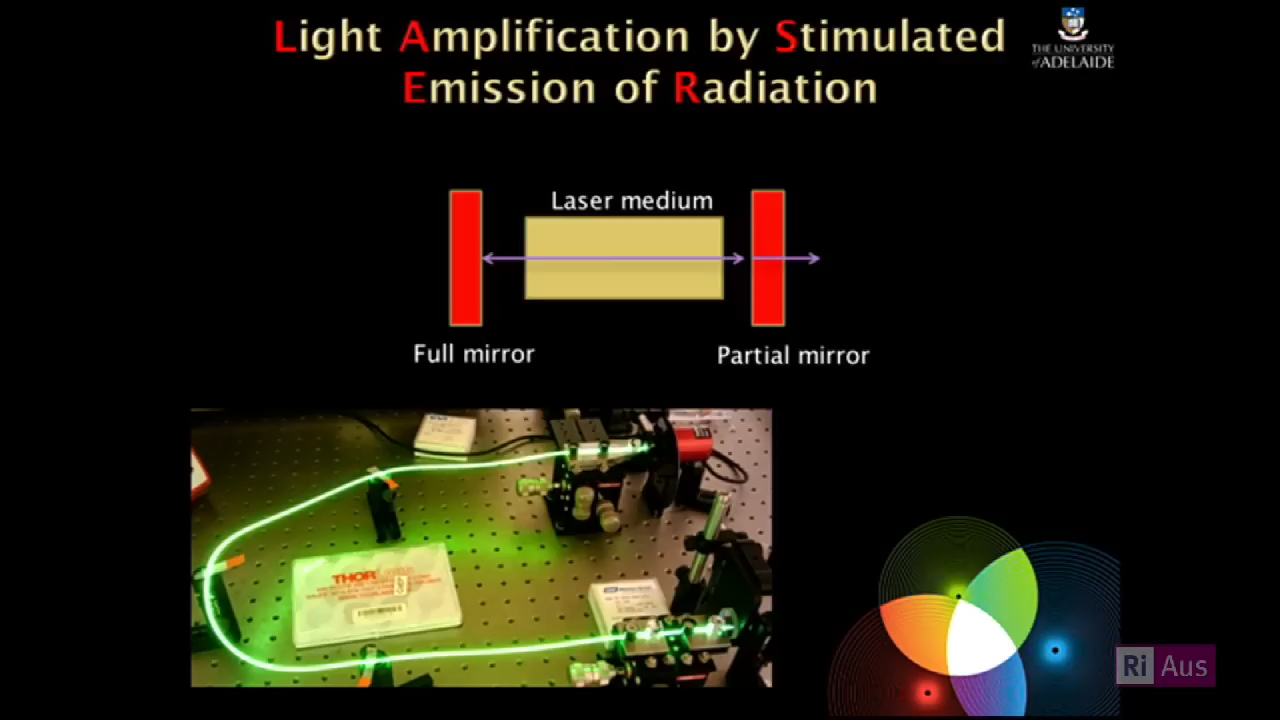 Light Amplification by Stimulated
Emission of Radiation
THE UNIVERSITY
of ADELAIDE
Laser medium
Full mirror
Partial mirror
THOR
Ri Aus